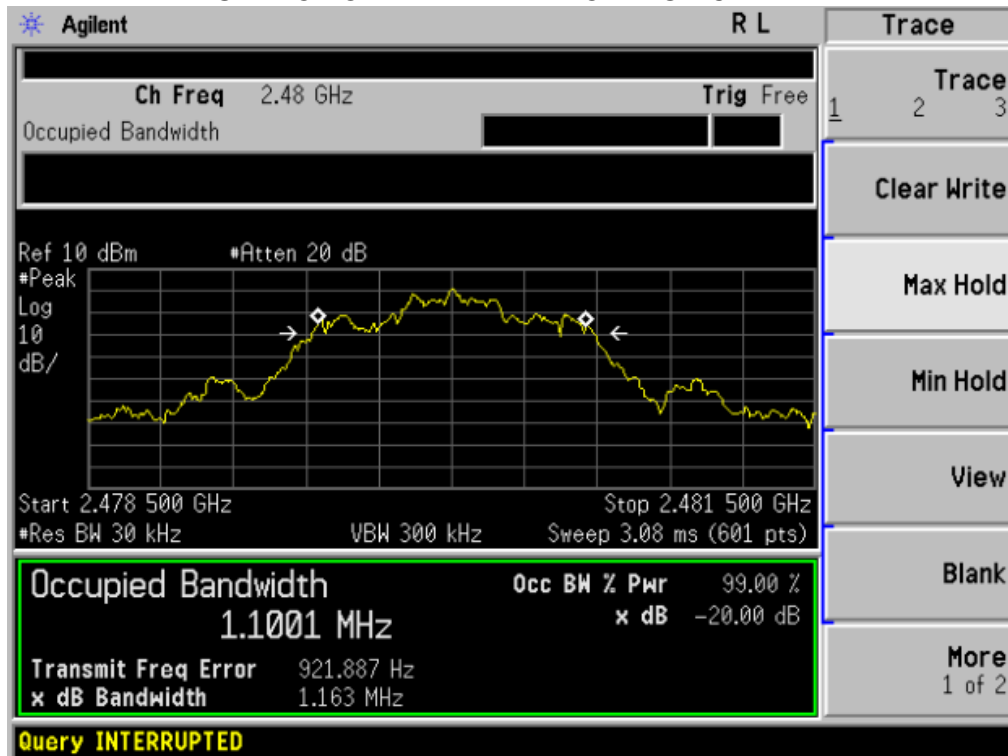 Agilent R L Trace
Ch Freq 2.48 GHz Trig Free
Occupied Bandwidth
Trace
1 2 3
Clear Write
Ref 10 dBm #Atten 20 dB
#Peak
Log
10
dB/
Max Hold
Min Hold
View
Start 2.478 500 GHz Stop 2.481 500 GHz
#Res BW 30 kHz VBW 300 kHz Sweep 3.08 ms (601 pts)
Occupied Bandwidth Occ BW % Pwr 99.00 %
1.1001 MHz x dB -20.00 dB
Transmit Freq Error 921.887 Hz
x dB Bandwidth 1.163 MHz
Blank
More
1 of 2
Query INTERRUPTED